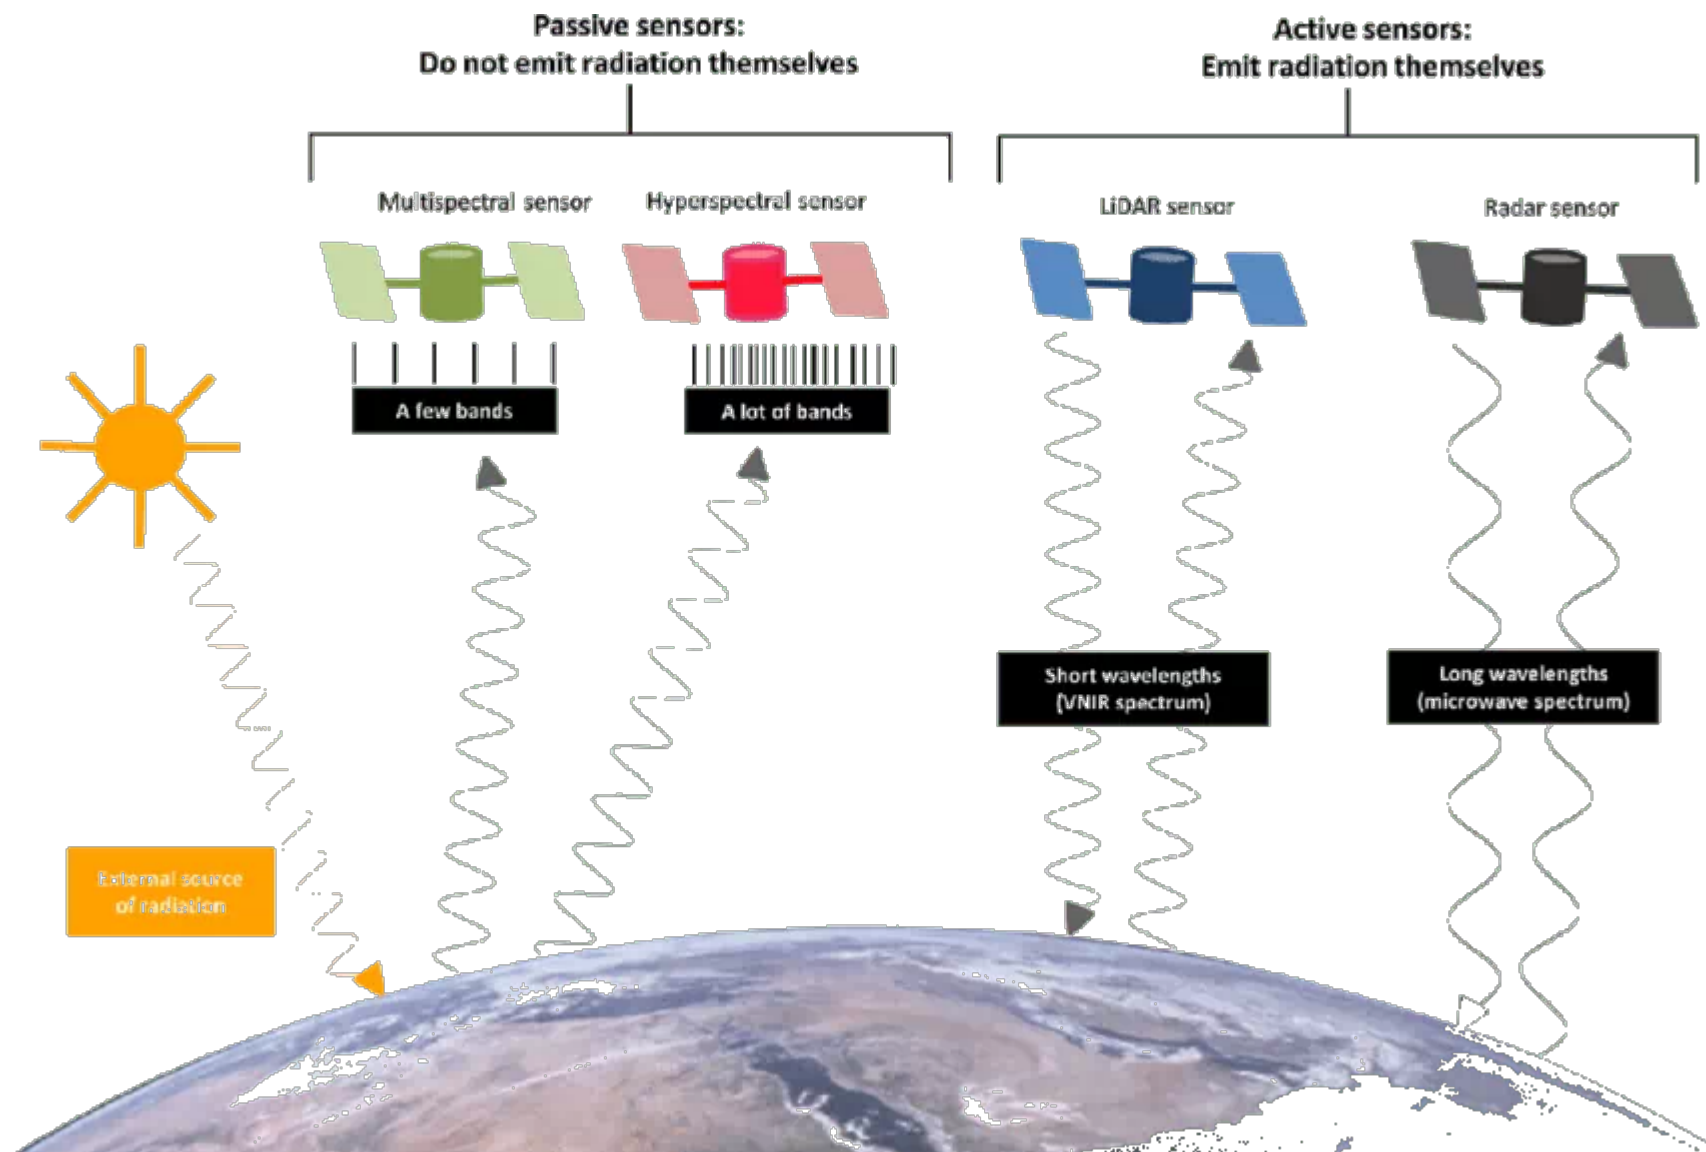 Passive sensors:
Do not emit radiation themselves
Active sensors:
Emit radiation themselves
Multispectral sensor
Hyperspectral sensor
LiDAR sensor
Radar sensor
A few bands
A lot of bands
Short wavelengths
(VNIR spectrum)
Long wavelengths
(microwave spectrum)
External source
of radiation